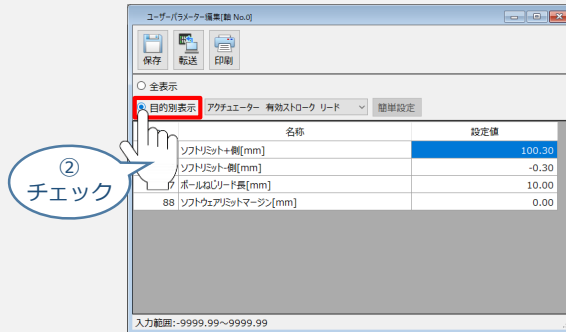 ユーザーパラメーター編集[軸 No.0]
保存 転送 印刷
全表示
目的別表示 アクチュエーター 有効ストローク リード 簡単設定
名称 設定値
ソフトリミット+側[mm] 100.30
ソフトリミット-側[mm] -0.30
7 ボールねじリード長[mm] 10.00
88 ソフトウェアリミットマージン[mm] 0.00
②
チェック
入力範囲:-9999.99~9999.99